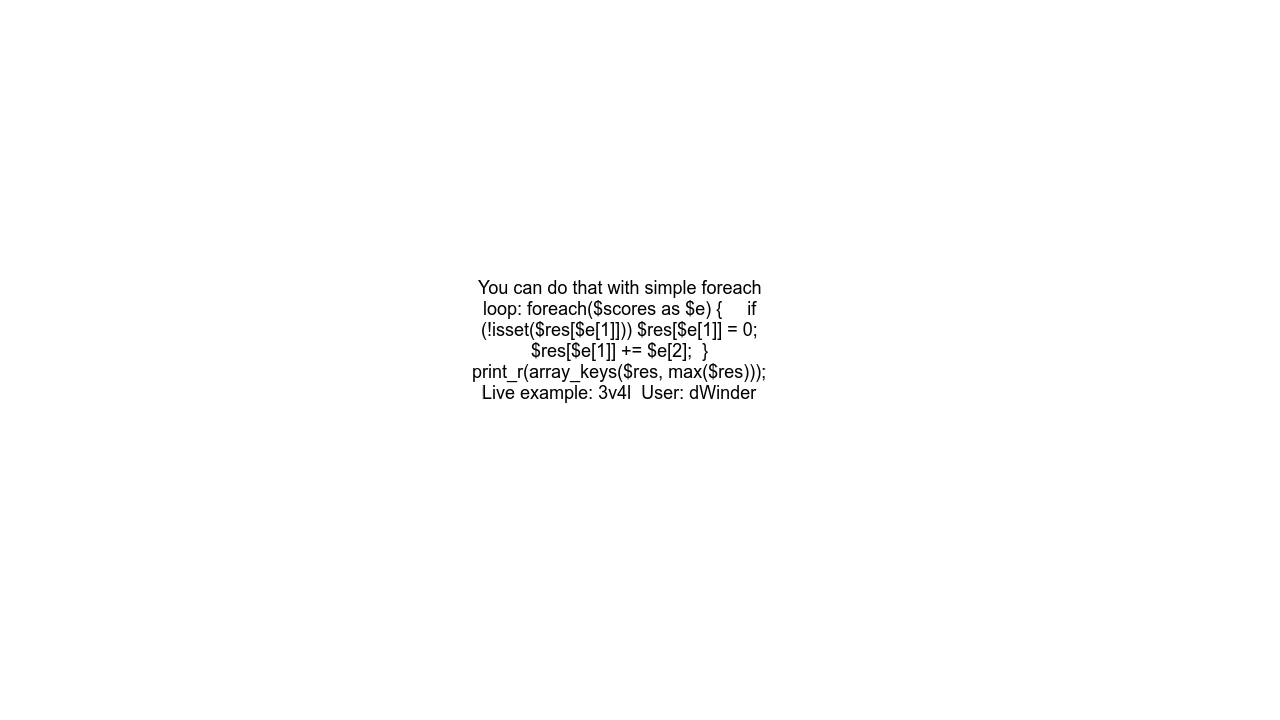 You can do that with simple foreach
loop: foreach($scores as $e) {     if
(!isset($res[$e[1]])) $res[$e[1]] = 0;
$res[$e[1]] += $e[2];  }
print_r(array_keys($res, max($res)));
Live example: 3v4l  User: dWinder